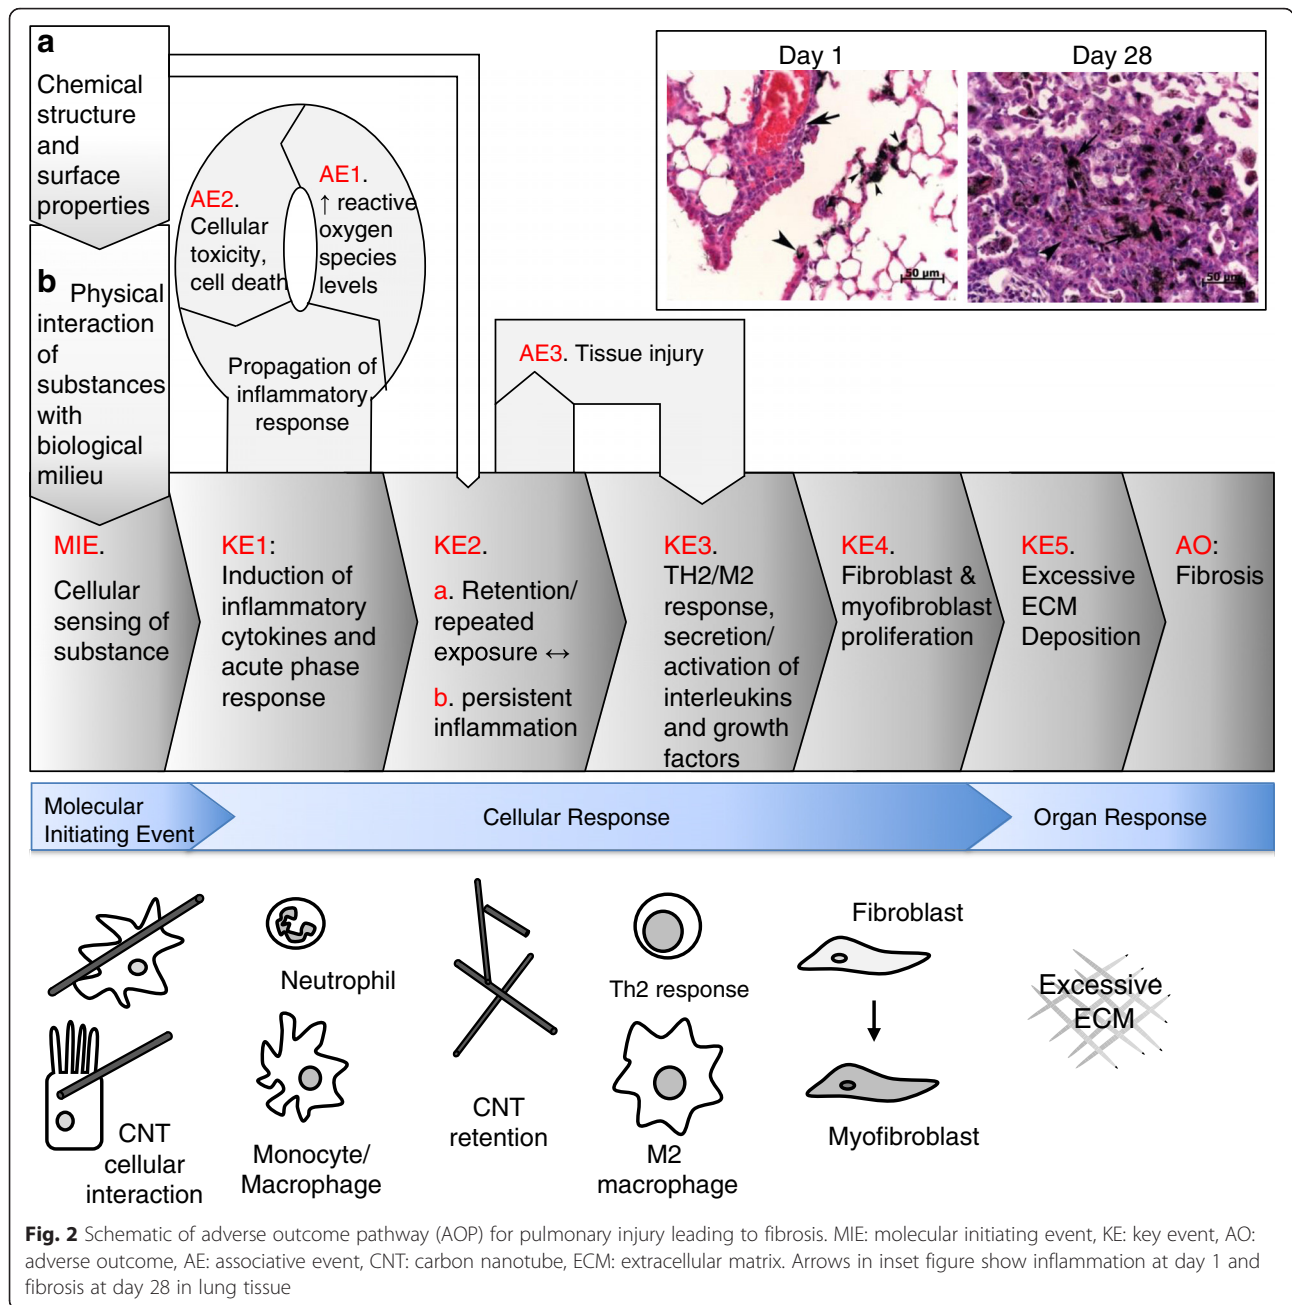 a
Chemical
structure
and
surface
properties
b Physical
interaction
of
substances
with
biological
milieu
AE2.
Cellular
toxicity,
cell death
AE1.
↑ reactive
oxygen
species
levels
Propagation of
inflammatory
response
Day 1
Day 28
50 µm
50 µm
AE3. Tissue injury
MIE.
Cellular
sensing of
substance
KE1:
Induction of
inflammatory
cytokines and
acute phase
response
KE2.
a. Retention/
repeated
exposure ↔
b. persistent
inflammation
KE3.
TH2/M2
response,
secretion/
activation of
interleukins
and growth
factors
KE4.
Fibroblast &
myofibroblast
proliferation
KE5.
Excessive
ECM
Deposition
AO:
Fibrosis
Molecular
Initiating Event
Cellular Response
Organ Response
CNT
cellular
interaction
Neutrophil
Monocyte/
Macrophage
CNT
retention
Th2 response
M2
macrophage
Fibroblast
Myofibroblast
Excessive
ECM
Fig. 2 Schematic of adverse outcome pathway (AOP) for pulmonary injury leading to fibrosis. MIE: molecular initiating event, KE: key event, AO:
adverse outcome, AE: associative event, CNT: carbon nanotube, ECM: extracellular matrix. Arrows in inset figure show inflammation at day 1 and
fibrosis at day 28 in lung tissue